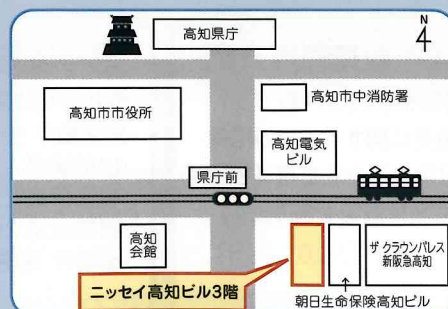 高知県庁
N
4
高知市市役所
高知市中消防署
高知電気
ビル
県庁前
高知
会館
ザ クラウンパレス
新阪急高知
ニッセイ高知ビル3階
朝日生命保険高知ビル